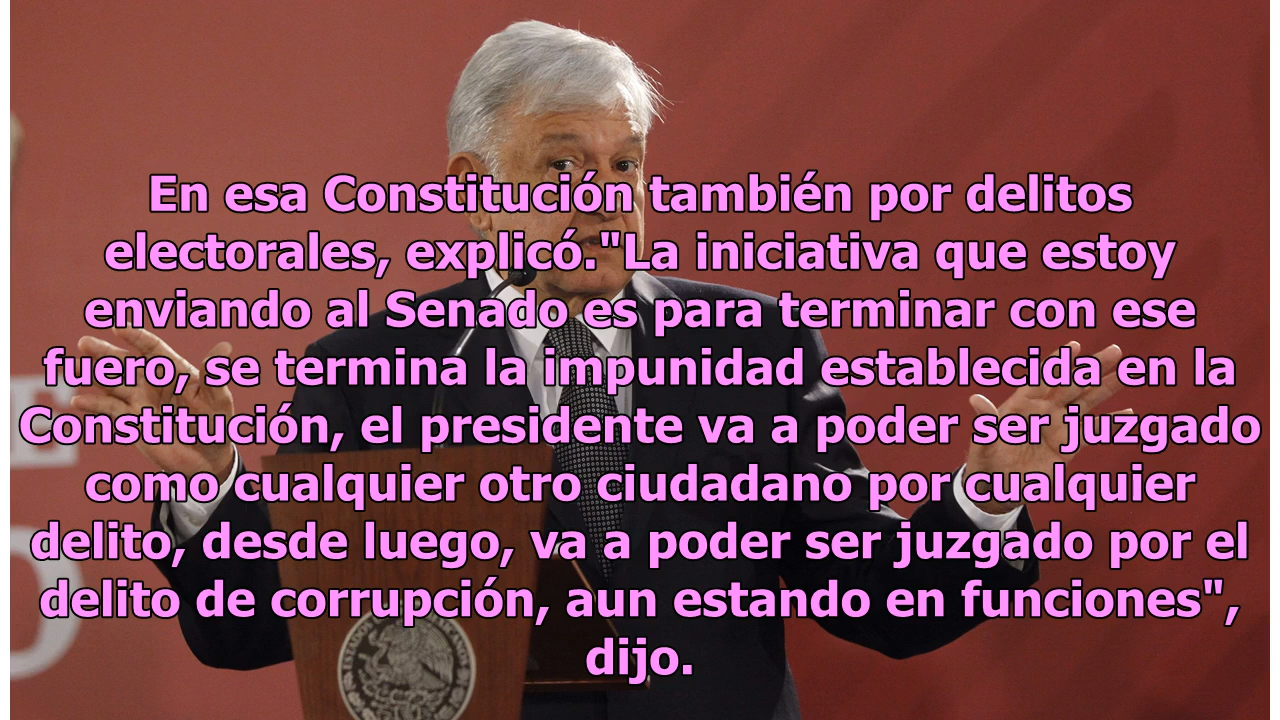 En esa Constitución también por delitos
electorales, explicó."La iniciativa que estoy
enviando al Senado es para terminar con ese
fuero, se termina la impunidad establecida en la
Constitución, el presidente va a poder ser juzgado
como cualquier otro ciudadano por cualquier
delito, desde luego, va a poder ser juzgado por el
delito de corrupción, aun estando en funciones",
dijo.